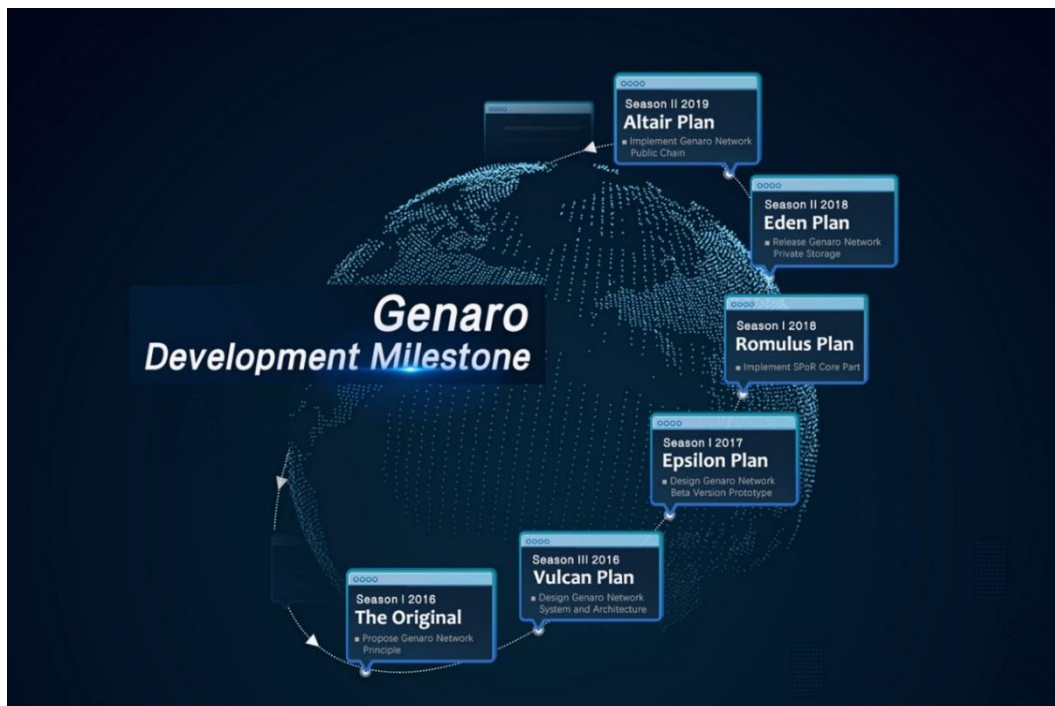 Genaro
Development Milestone
Season II 2019
Altair Plan
▪ Implement Genaro Network
Public Chain
Season II 2018
Eden Plan
▪ Release Genaro Network
Private Storage
Season I 2018
Romulus Plan
▪ Implement SPoR Core Part
Season I 2017
Epsilon Plan
▪ Design Genaro Network
Beta Version Prototype
Season III 2016
Vulcan Plan
▪ Design Genaro Network
System and Architecture
Season I 2016
The Original
▪ Propose Genaro Network
Principle